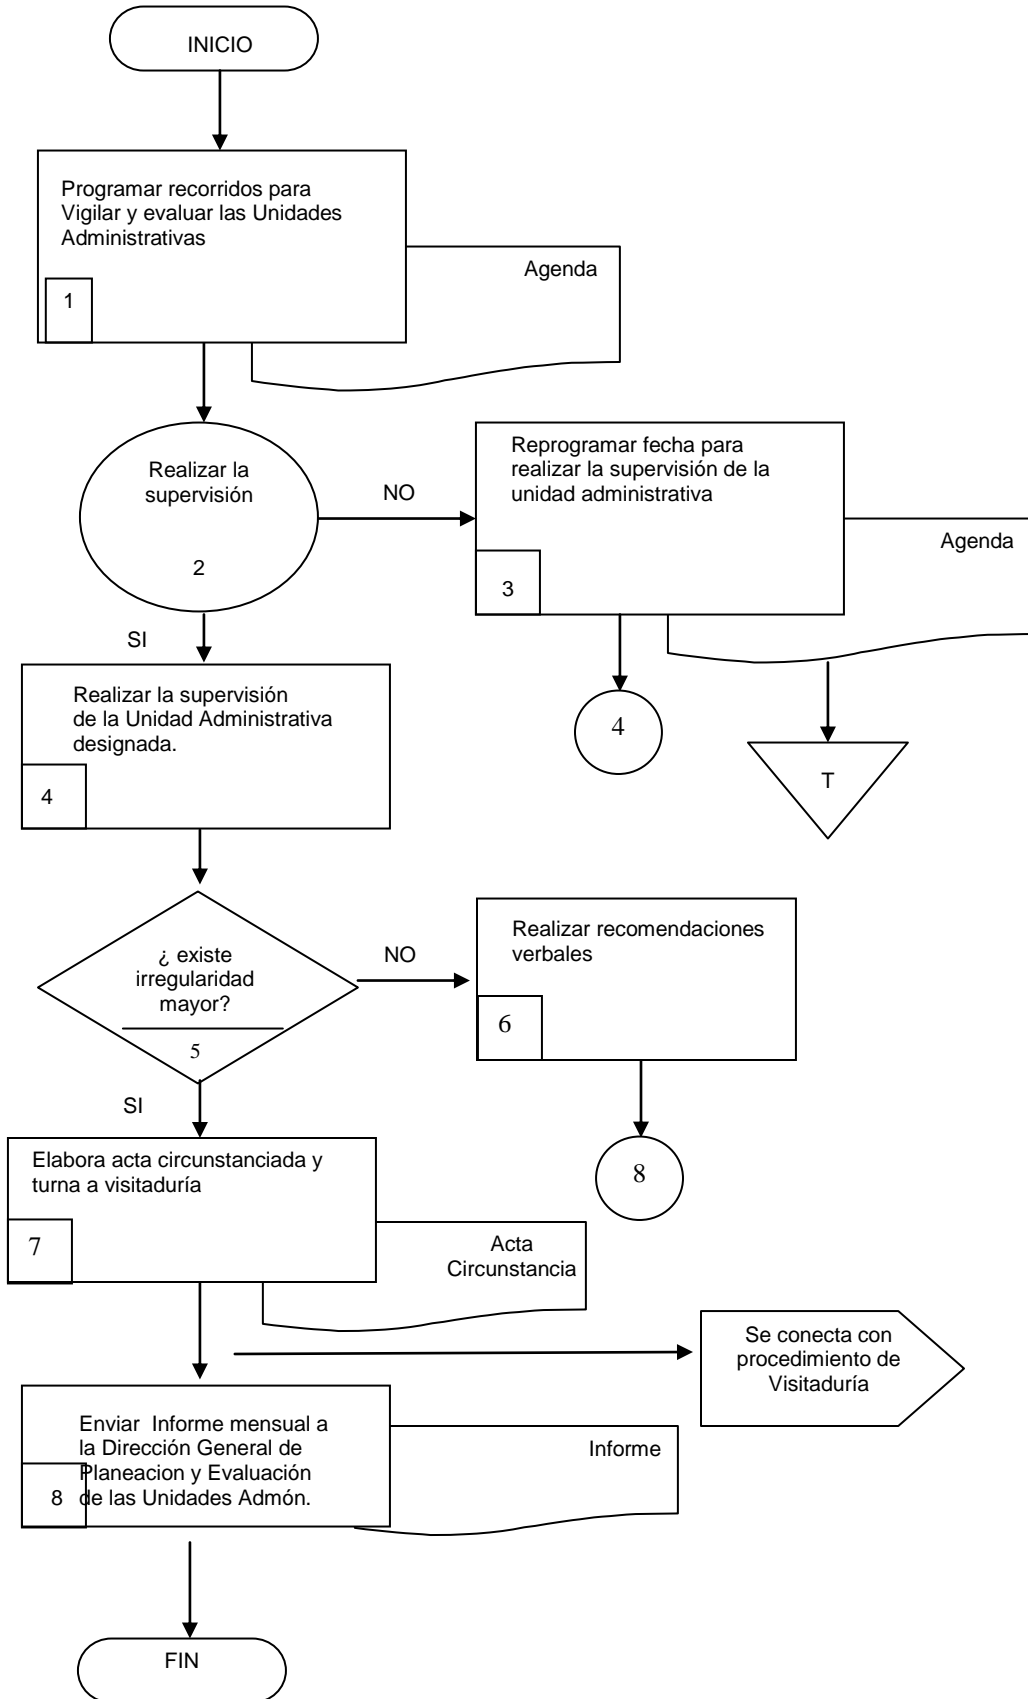 INICIO
Programar recorridos para
Vigilar y evaluar las Unidades
Administrativas
1
Agenda
Realizar la
supervisión
2
NO
Reprogramar fecha para
realizar la supervisión de la
unidad administrativa
3
Agenda
SI
4
T
Realizar la supervisión
de la Unidad Administrativa
designada.
4
¿ existe
irregularidad
mayor?
5
NO
Realizar recomendaciones
verbales
6
SI
8
Elabora acta circunstanciada y
turna a visitaduría
7
Acta
Circunstancia
Se conecta con
procedimiento de
Visitaduría
Enviar Informe mensual a
la Dirección General de
Planeacion y Evaluación
de las Unidades Admón.
8
Informe
FIN